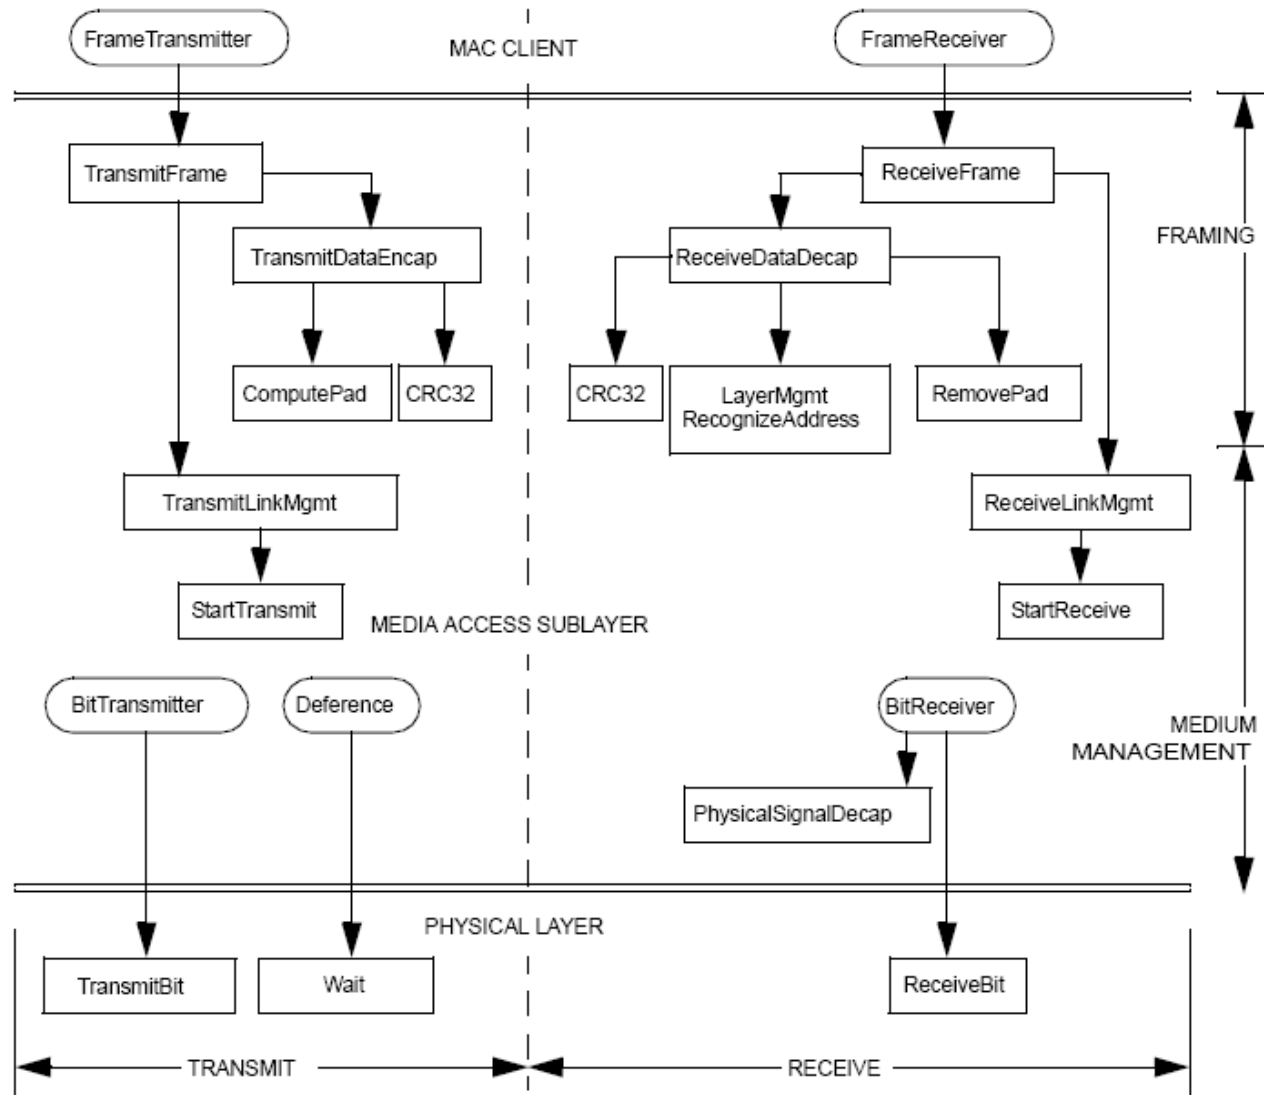 FrameTransmitter
MAC CLIENT
FrameReceiver
TransmitFrame
ReceiveFrame
FRAMING
TransmitDataEncap
ReceiveDataDecap
ComputePad
CRC32
CRC32
LayerMgmt
RecognizeAddress
RemovePad
TransmitLinkMgmt
ReceiveLinkMgmt
StartTransmit
MEDIA ACCESS SUBLAYER
StartReceive
BitTransmitter
Deference
BitReceiver
MEDIUM
MANAGEMENT
PhysicalSignalDecap
PHYSICAL LAYER
TransmitBit
Wait
ReceiveBit
TRANSMIT
RECEIVE